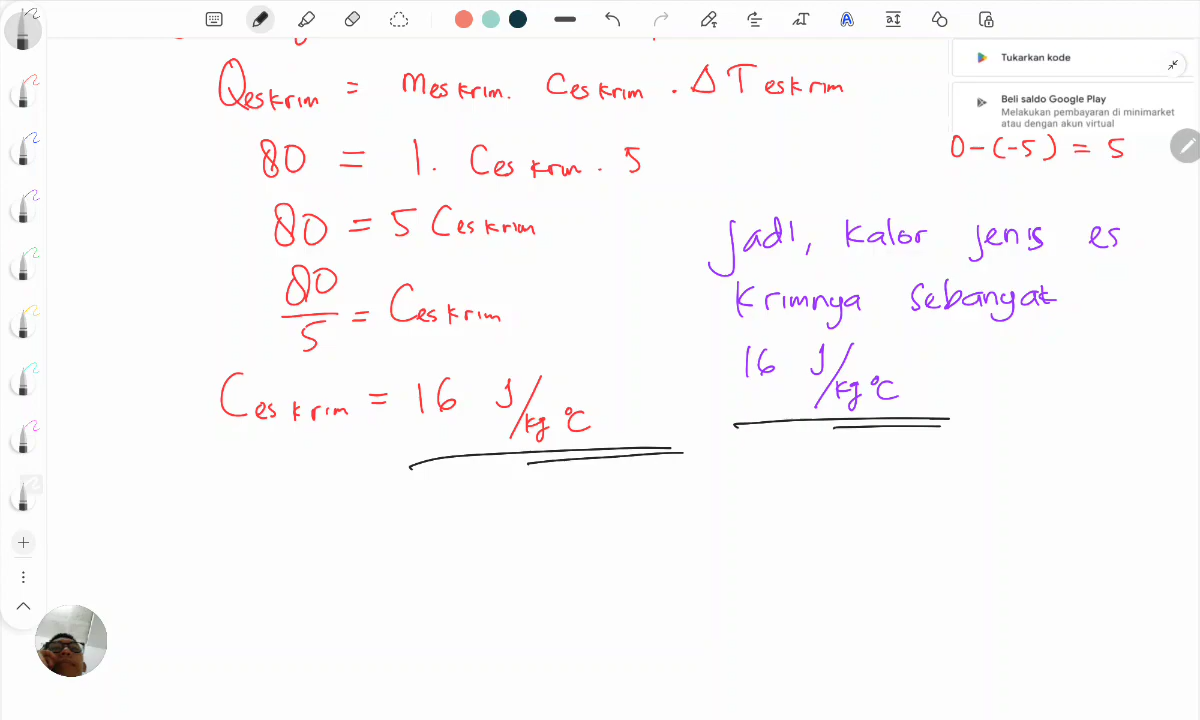 Tukarkan kode
Beli saldo Google Play
Melakukan pembayaran di minimarket
atau dengan akun virtual
0-(-5) = 5
Qeskrim = Meskrim. Ceskrim . ΔTeskrim
80 = 1. Ceskrim . 5
80 = 5 Ceskrim
80/5 = Ceskrim
Ceskrim = 16 J/kg°C
Jadi, kalor jenis es
krimnya sebanyak
16 J/kg°C